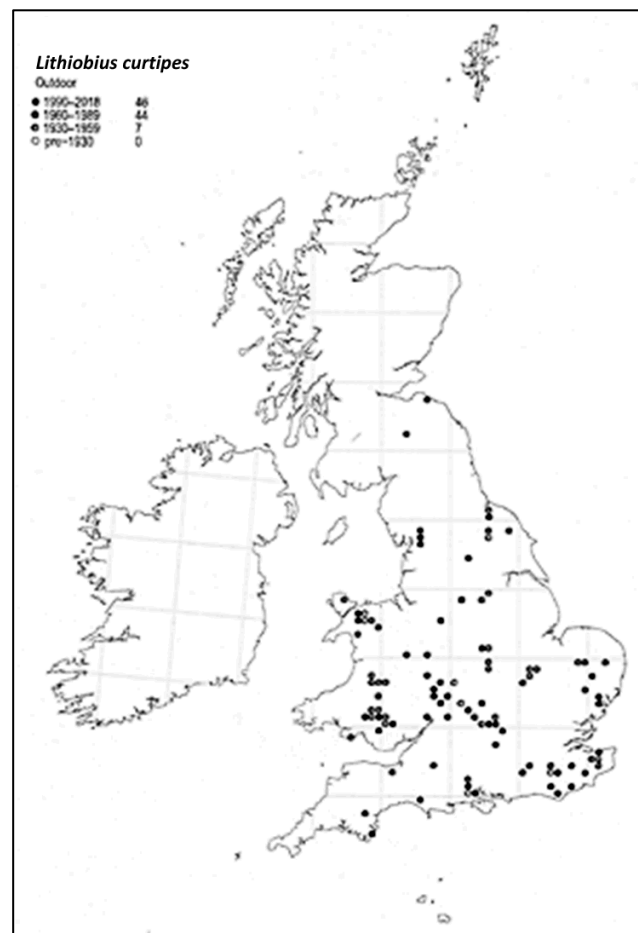 Lithiobius curtipes
Outdoor
1990–2018 46
1960–1989 44
1930–1959 7
pre-1930 0